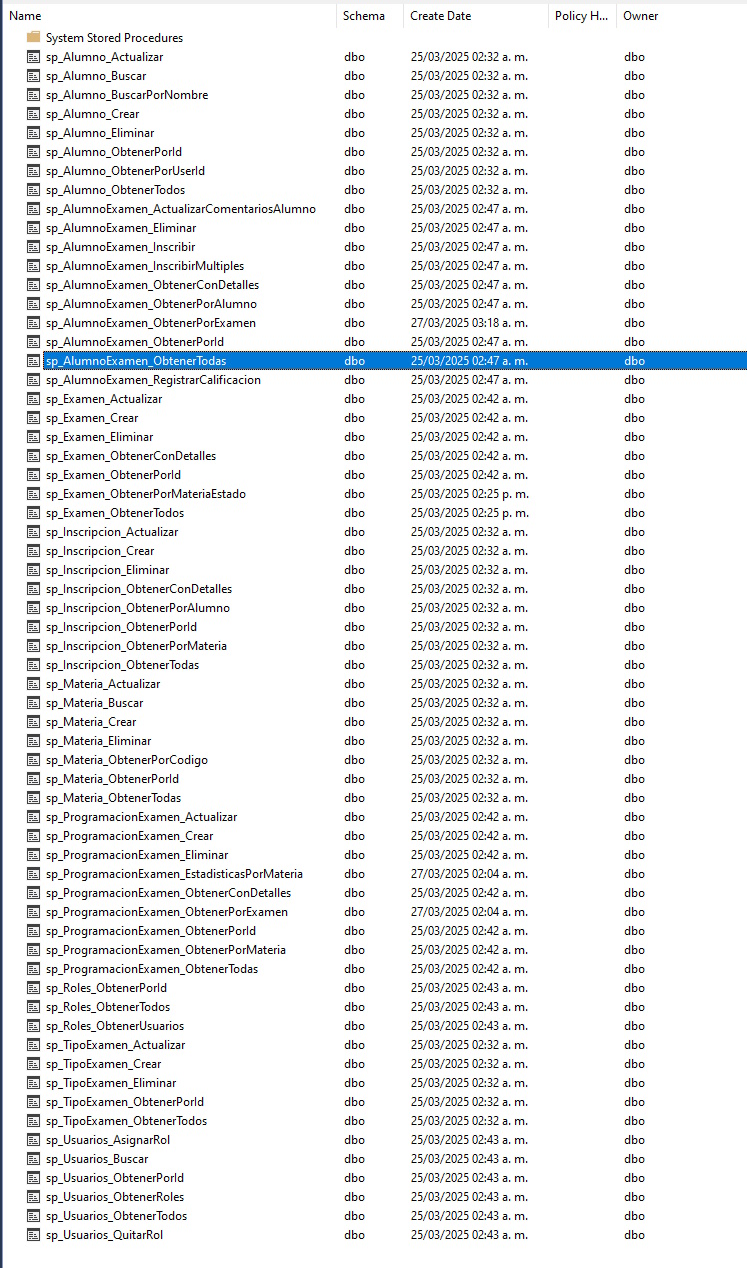 Name Schema Create Date Policy H... Owner
System Stored Procedures
sp_Alumno_Actualizar dbo 25/03/2025 02:32 a. m. dbo
sp_Alumno_Buscar dbo 25/03/2025 02:32 a. m. dbo
sp_Alumno_BuscarPorNombre dbo 25/03/2025 02:32 a. m. dbo
sp_Alumno_Crear dbo 25/03/2025 02:32 a. m. dbo
sp_Alumno_Eliminar dbo 25/03/2025 02:32 a. m. dbo
sp_Alumno_ObtenerPorId dbo 25/03/2025 02:32 a. m. dbo
sp_Alumno_ObtenerPorUserId dbo 25/03/2025 02:32 a. m. dbo
sp_Alumno_ObtenerTodos dbo 25/03/2025 02:32 a. m. dbo
sp_AlumnoExamen_ActualizarComentariosAlumno dbo 25/03/2025 02:47 a. m. dbo
sp_AlumnoExamen_Eliminar dbo 25/03/2025 02:47 a. m. dbo
sp_AlumnoExamen_Inscribir dbo 25/03/2025 02:47 a. m. dbo
sp_AlumnoExamen_InscribirMultiples dbo 25/03/2025 02:47 a. m. dbo
sp_AlumnoExamen_ObtenerConDetalles dbo 25/03/2025 02:47 a. m. dbo
sp_AlumnoExamen_ObtenerPorAlumno dbo 25/03/2025 02:47 a. m. dbo
sp_AlumnoExamen_ObtenerPorExamen dbo 27/03/2025 03:18 a. m. dbo
sp_AlumnoExamen_ObtenerPorId dbo 25/03/2025 02:47 a. m. dbo
sp_AlumnoExamen_ObtenerTodas dbo 25/03/2025 02:47 a. m. dbo
sp_AlumnoExamen_RegistrarCalificacion dbo 25/03/2025 02:47 a. m. dbo
sp_Examen_Actualizar dbo 25/03/2025 02:42 a. m. dbo
sp_Examen_Crear dbo 25/03/2025 02:42 a. m. dbo
sp_Examen_Eliminar dbo 25/03/2025 02:42 a. m. dbo
sp_Examen_ObtenerConDetalles dbo 25/03/2025 02:42 a. m. dbo
sp_Examen_ObtenerPorId dbo 25/03/2025 02:42 a. m. dbo
sp_Examen_ObtenerPorMateriaEstado dbo 25/03/2025 02:25 p. m. dbo
sp_Examen_ObtenerTodos dbo 25/03/2025 02:25 p. m. dbo
sp_Inscripcion_Actualizar dbo 25/03/2025 02:32 a. m. dbo
sp_Inscripcion_Crear dbo 25/03/2025 02:32 a. m. dbo
sp_Inscripcion_Eliminar dbo 25/03/2025 02:32 a. m. dbo
sp_Inscripcion_ObtenerConDetalles dbo 25/03/2025 02:32 a. m. dbo
sp_Inscripcion_ObtenerPorAlumno dbo 25/03/2025 02:32 a. m. dbo
sp_Inscripcion_ObtenerPorId dbo 25/03/2025 02:32 a. m. dbo
sp_Inscripcion_ObtenerPorMateria dbo 25/03/2025 02:32 a. m. dbo
sp_Inscripcion_ObtenerTodas dbo 25/03/2025 02:32 a. m. dbo
sp_Materia_Actualizar dbo 25/03/2025 02:32 a. m. dbo
sp_Materia_Buscar dbo 25/03/2025 02:32 a. m. dbo
sp_Materia_Crear dbo 25/03/2025 02:32 a. m. dbo
sp_Materia_Eliminar dbo 25/03/2025 02:32 a. m. dbo
sp_Materia_ObtenerPorCodigo dbo 25/03/2025 02:32 a. m. dbo
sp_Materia_ObtenerPorId dbo 25/03/2025 02:32 a. m. dbo
sp_Materia_ObtenerTodas dbo 25/03/2025 02:32 a. m. dbo
sp_ProgramacionExamen_Actualizar dbo 25/03/2025 02:42 a. m. dbo
sp_ProgramacionExamen_Crear dbo 25/03/2025 02:42 a. m. dbo
sp_ProgramacionExamen_Eliminar dbo 25/03/2025 02:42 a. m. dbo
sp_ProgramacionExamen_EstadisticasPorMateria dbo 27/03/2025 02:04 a. m. dbo
sp_ProgramacionExamen_ObtenerConDetalles dbo 25/03/2025 02:42 a. m. dbo
sp_ProgramacionExamen_ObtenerPorExamen dbo 27/03/2025 02:04 a. m. dbo
sp_ProgramacionExamen_ObtenerPorId dbo 25/03/2025 02:42 a. m. dbo
sp_ProgramacionExamen_ObtenerPorMateria dbo 25/03/2025 02:42 a. m. dbo
sp_ProgramacionExamen_ObtenerTodas dbo 25/03/2025 02:42 a. m. dbo
sp_Roles_ObtenerPorId dbo 25/03/2025 02:43 a. m. dbo
sp_Roles_ObtenerTodos dbo 25/03/2025 02:43 a. m. dbo
sp_Roles_ObtenerUsuarios dbo 25/03/2025 02:43 a. m. dbo
sp_TipoExamen_Actualizar dbo 25/03/2025 02:32 a. m. dbo
sp_TipoExamen_Crear dbo 25/03/2025 02:32 a. m. dbo
sp_TipoExamen_Eliminar dbo 25/03/2025 02:32 a. m. dbo
sp_TipoExamen_ObtenerPorId dbo 25/03/2025 02:32 a. m. dbo
sp_TipoExamen_ObtenerTodos dbo 25/03/2025 02:32 a. m. dbo
sp_Usuarios_AsignarRol dbo 25/03/2025 02:43 a. m. dbo
sp_Usuarios_Buscar dbo 25/03/2025 02:43 a. m. dbo
sp_Usuarios_ObtenerPorId dbo 25/03/2025 02:43 a. m. dbo
sp_Usuarios_ObtenerRoles dbo 25/03/2025 02:43 a. m. dbo
sp_Usuarios_ObtenerTodos dbo 25/03/2025 02:43 a. m. dbo
sp_Usuarios_QuitarRol dbo 25/03/2025 02:43 a. m. dbo